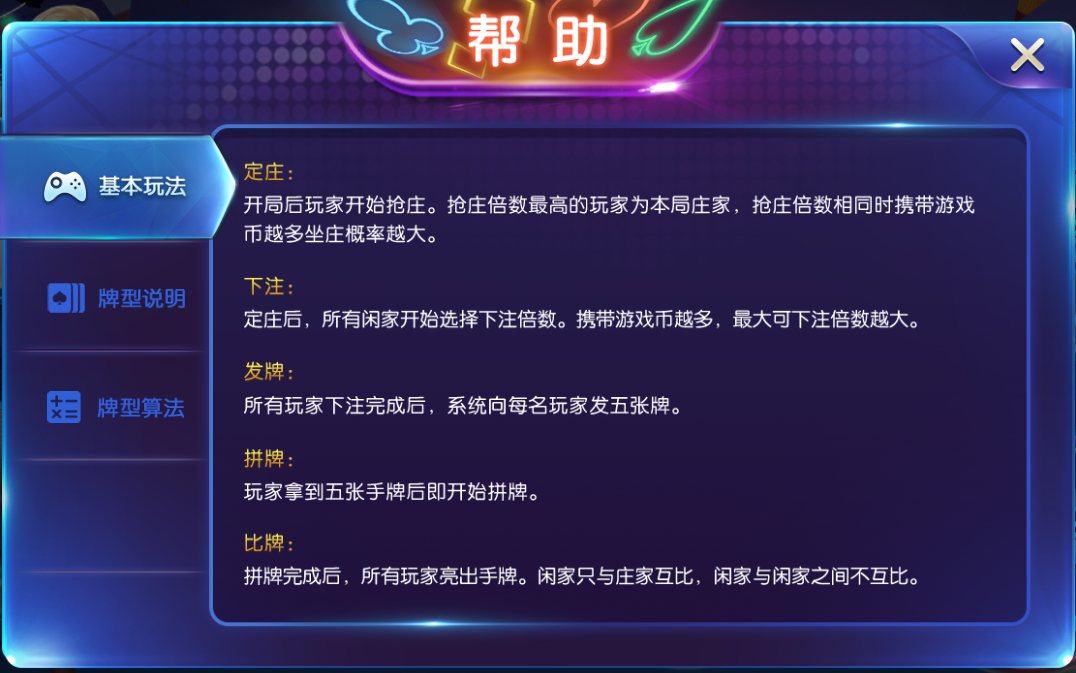 帮 助
基本玩法
牌型说明
牌型算法
定庄：
开局后玩家开始抢庄。抢庄倍数最高的玩家为本局庄家，抢庄倍数相同时携带游戏
币越多坐庄概率越大。
下注：
定庄后，所有闲家开始选择下注倍数。携带游戏币越多，最大可下注倍数越大。
发牌：
所有玩家下注完成后，系统向每名玩家发五张牌。
拼牌：
玩家拿到五张手牌后即开始拼牌。
比牌：
拼牌完成后，所有玩家亮出手牌。闲家只与庄家互比，闲家与闲家之间不互比。